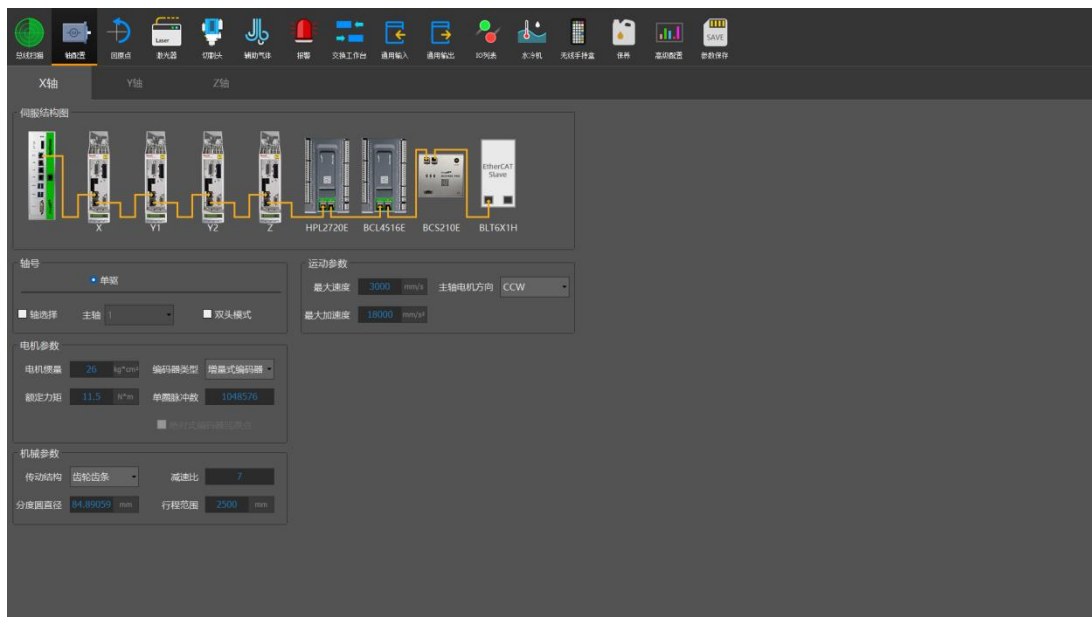 Laser
SAVE
总线扫描 轴配置 回原点 激光器 切割头 辅助气体 报警 交换工作台 通用输入 通用输出 IO列表 水冷机 无线手持盒 保养 高级配置 参数保存
X轴 Y轴 Z轴
伺服结构图
EtherCAT
Slave
X Y1 Y2 Z HPL2720E BCL4516E BCS210E BLT6X1H
轴号
单驱
轴选择 主轴 1 双头模式
运动参数
最大速度 3000 mm/s 主轴电机方向 CCW
最大加速度 18000 mm/s²
电机参数
电机惯量 26 kg*cm² 编码器类型 增量式编码器
额定力矩 11.5 N*m 单圈脉冲数 1048576
机械参数
传动结构 齿轮齿条 减速比 7
分度圆直径 84.89059 mm 行程范围 2500 mm